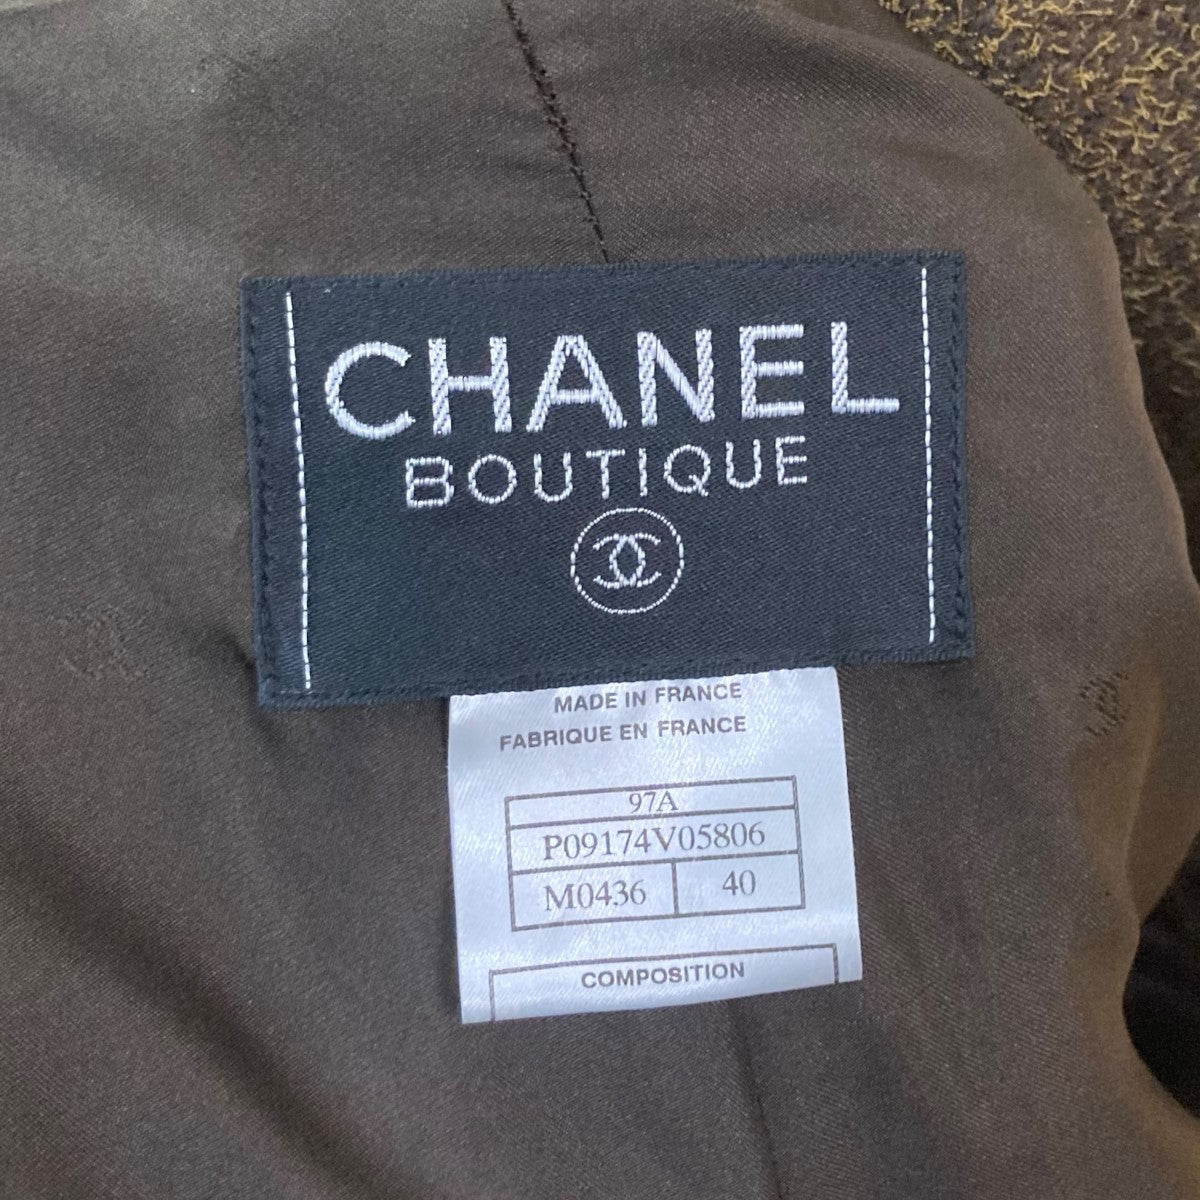 CHANEL
BOUTIQUE
MADE IN FRANCE
FABRIQUE EN FRANCE
97A
P09174V05806
M0436 40
COMPOSITION